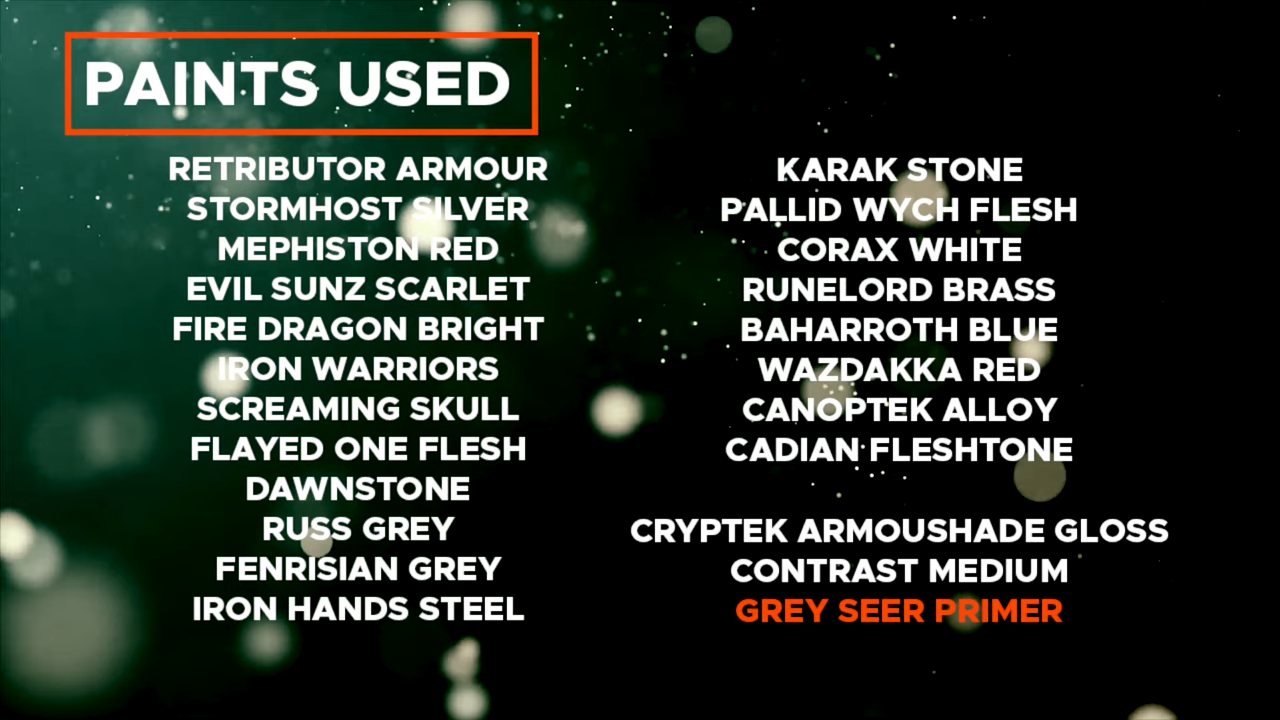 PAINTS USED
RETRIBUTOR ARMOUR
STORMHOST SILVER
MEPHISTON RED
EVIL SUNZ SCARLET
FIRE DRAGON BRIGHT
IRON WARRIORS
SCREAMING SKULL
FLAYED ONE FLESH
DAWNSTONE
RUSS GREY
FENRISIAN GREY
IRON HANDS STEEL
KARAK STONE
PALLID WYCH FLESH
CORAX WHITE
RUNELORD BRASS
BAHARROTH BLUE
WAZDAKKA RED
CANOPTEK ALLOY
CADIAN FLESHTONE
CRYPTEK ARMOUSHADE GLOSS
CONTRAST MEDIUM
GREY SEER PRIMER